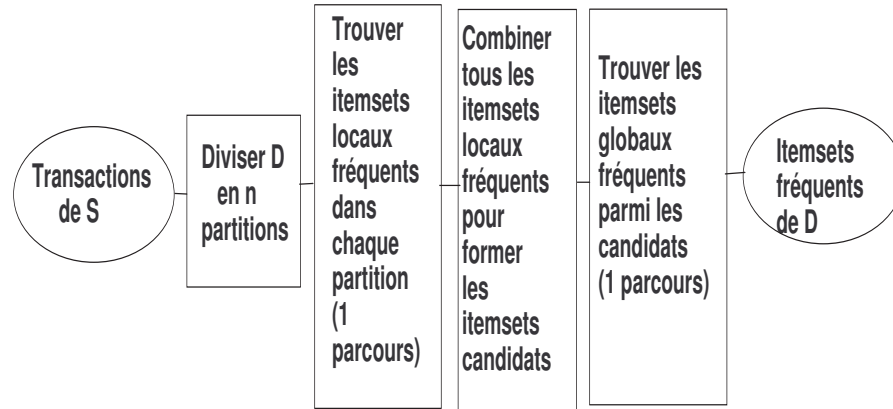 Transactions
de S
Diviser D
en n
partitions
Trouver
les
itemsets
locaux
fréquents
dans
chaque
partition
(1
parcours)
Combiner
tous les
itemsets
locaux
fréquents
pour
former
les
itemsets
candidats
Trouver les
itemsets
globaux
fréquents
parmi les
candidats
(1 parcours)
Itemsets
fréquents
de D